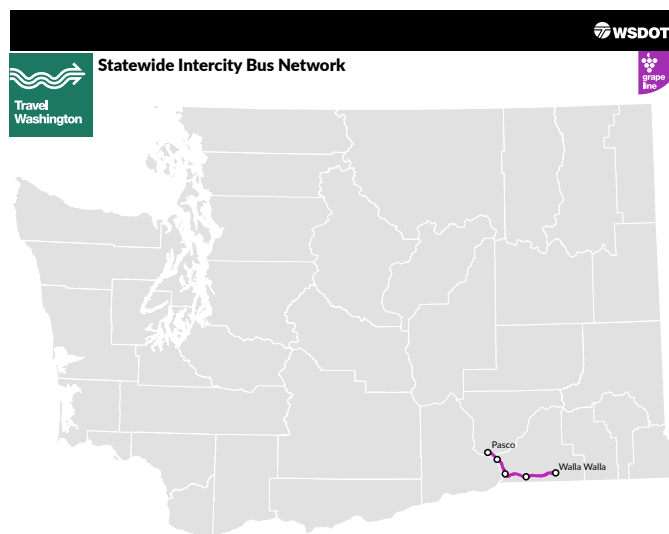 WSDOT
Statewide Intercity Bus Network
Travel
Washington
grape
line
Pasco
Walla Walla